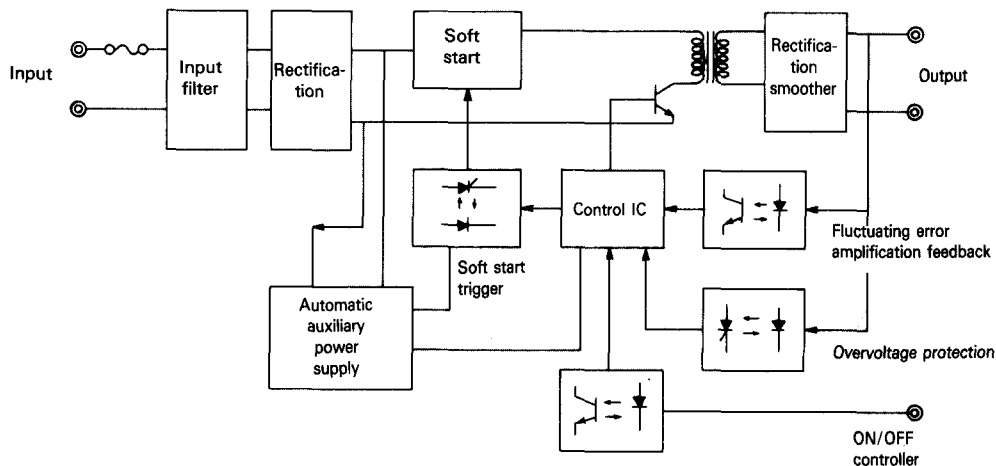 Input
Input
filter
Rectifica-
tion
Soft
start
Rectifica-
tion
smoother
Output
Control IC
Soft start
trigger
Fluctuating error
amplification feedback
Automatic
auxiliary
power
supply
Overvoltage protection
ON/OFF
controller